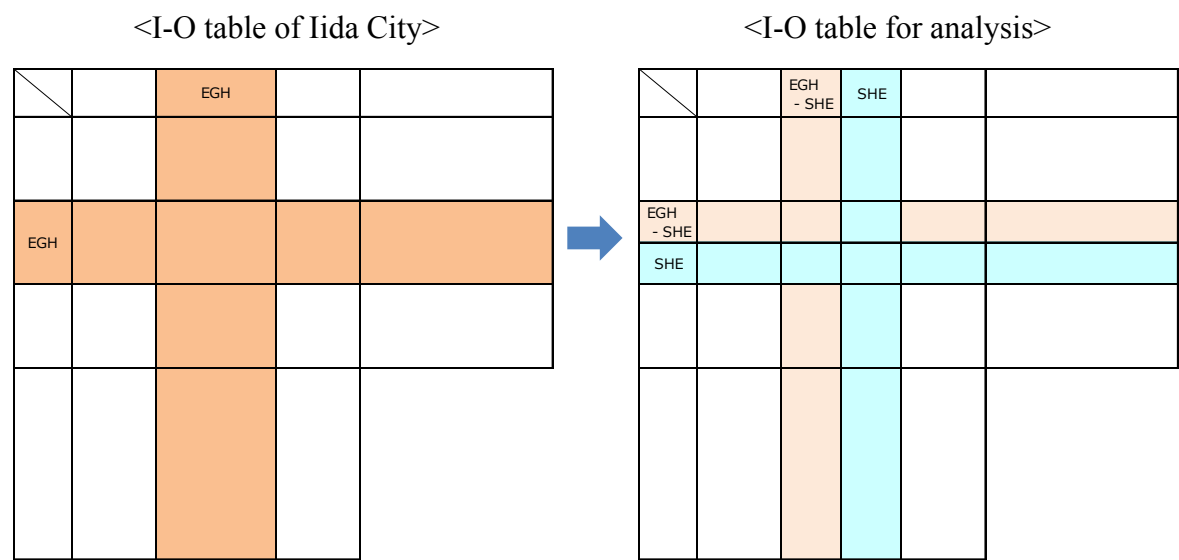 <I-O table of Iida City>
<I-O table for analysis>
EGH
EGH
EGH
- SHE
SHE
EGH
- SHE
SHE